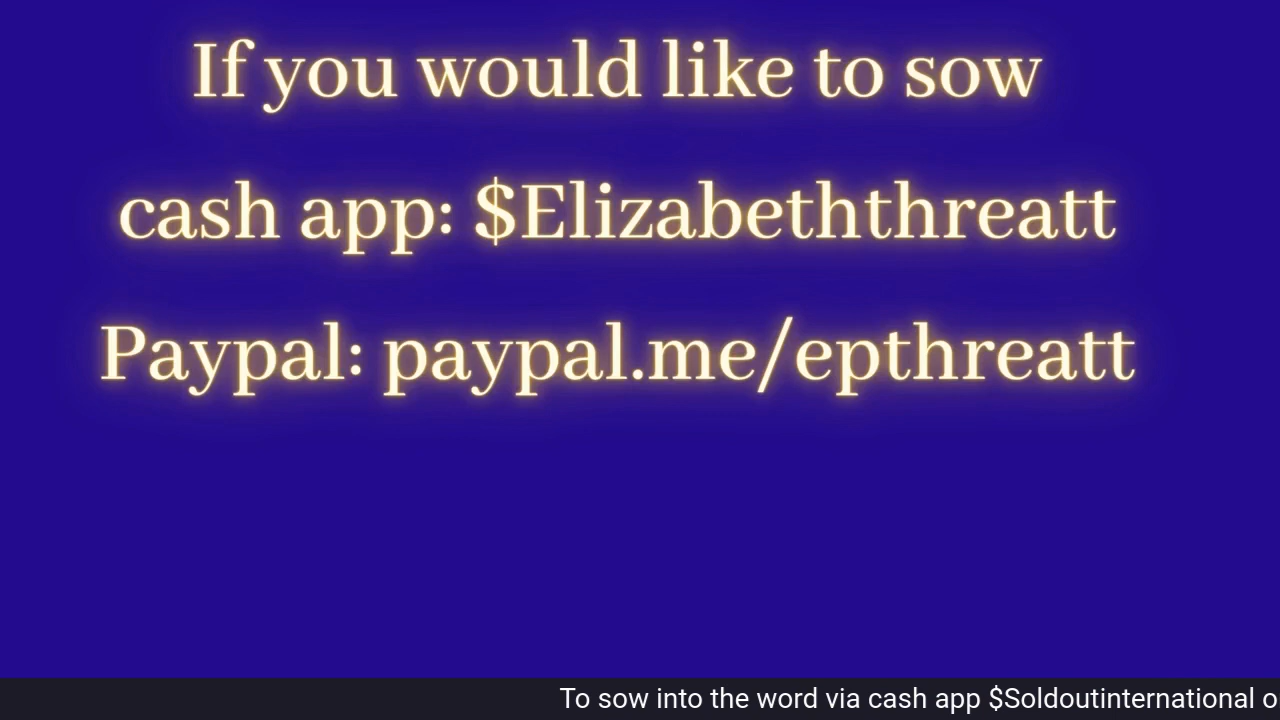 If you would like to sow
cash app: $Elizabeththreatt
Paypal: paypal.me/epthreatt
To sow into the word via cash app $Soldoutinternational o